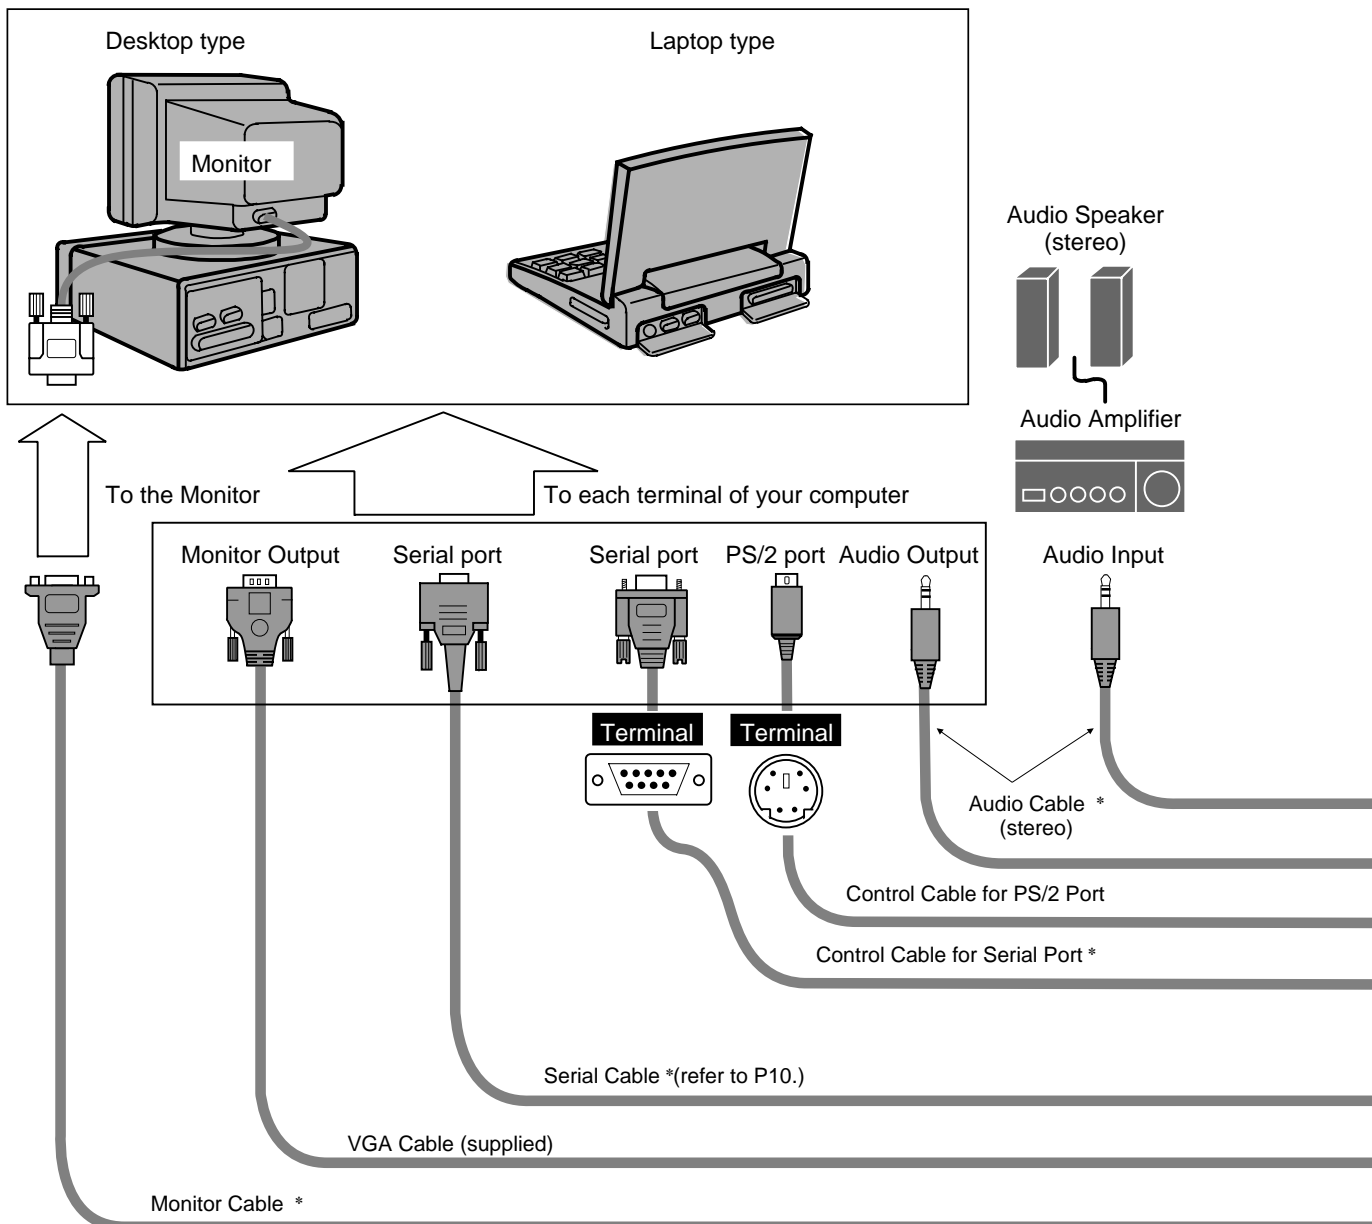 Desktop type
Laptop type
Monitor
Audio Speaker
(stereo)
Audio Amplifier
To the Monitor
To each terminal of your computer
Monitor Output
Serial port
Serial port
PS/2 port
Audio Output
Audio Input
Terminal
Terminal
Audio Cable *
(stereo)
Control Cable for PS/2 Port
Control Cable for Serial Port *
Serial Cable *(refer to P10.)
VGA Cable (supplied)
Monitor Cable *